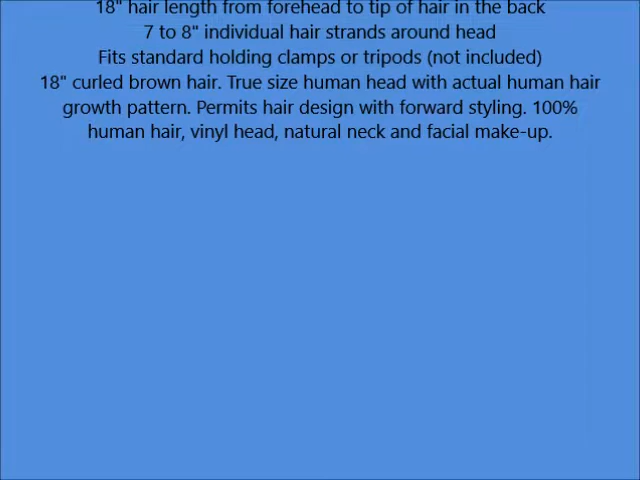 18" hair length from forehead to tip of hair in the back
7 to 8" individual hair strands around head
Fits standard holding clamps or tripods (not included)
18" curled brown hair. True size human head with actual human hair
growth pattern. Permits hair design with forward styling. 100%
human hair, vinyl head, natural neck and facial make-up.